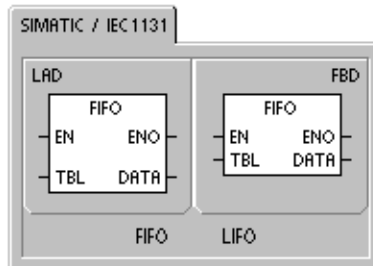 SIMATIC / IEC1131
LAD FBD
FIFO FIFO
EN ENO EN ENO
TBL DATA TBL DATA
FIFO LIFO